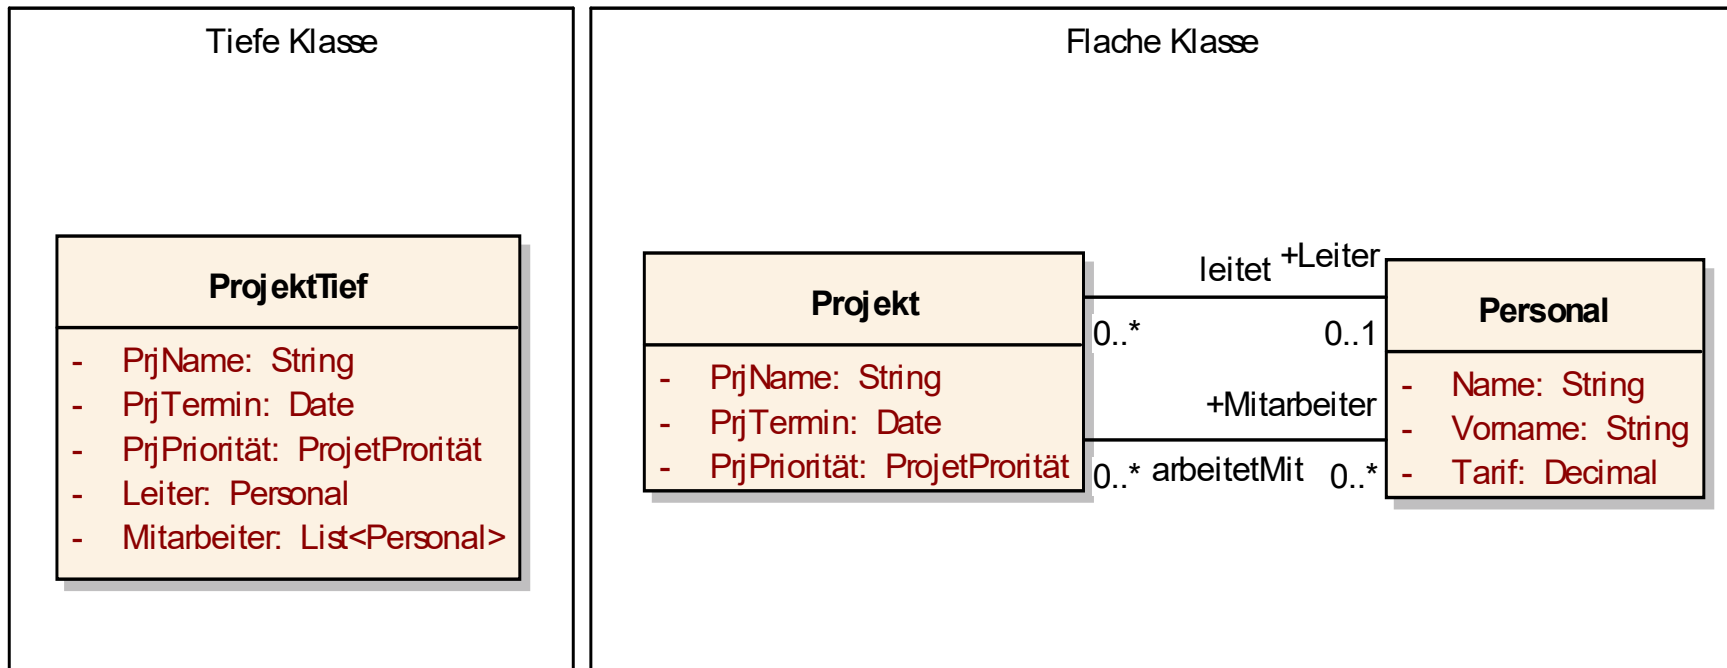 Tiefe Klasse
ProjektTief
- PrjName: String
- PrjTermin: Date
- PrjPriorität: ProjetProrität
- Leiter: Personal
- Mitarbeiter: List<Personal>
Flache Klasse
Projekt
- PrjName: String
- PrjTermin: Date
- PrjPriorität: ProjetProrität
leitet +Leiter
0..* 0..1
+Mitarbeiter
0..* arbeitetMit 0..*
Personal
- Name: String
- Vorname: String
- Tarif: Decimal